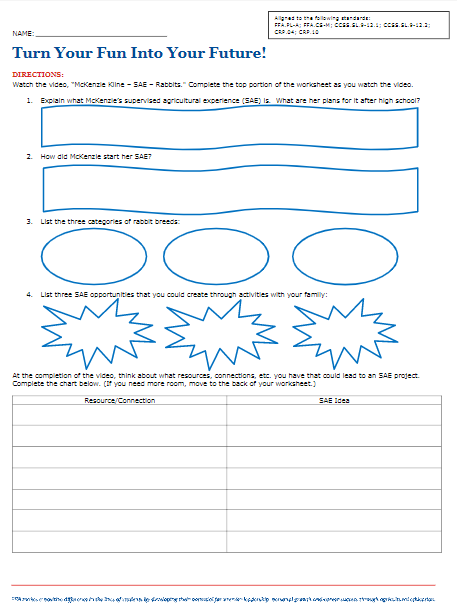 Aligned to the following standards:
FFA.PL-A; FFA.CS-M; CCSS.SL.9-12.1; CCSS.SL.9-12.2;
CRP.04; CRP.10
NAME:
Turn Your Fun Into Your Future!
DIRECTIONS:
Watch the video, "McKenzie Kline – SAE – Rabbits." Complete the top portion of the worksheet as you watch the video.
1. Explain what McKenzie's supervised agricultural experience (SAE) is. What are her plans for it after high school?
2. How did McKenzie start her SAE?
3. List the three categories of rabbit breeds:
4. List three SAE opportunities that you could create through activities with your family:
At the completion of the video, think about what resources, connections, etc. you have that could lead to an SAE project.
Complete the chart below. (If you need more room, move to the back of your worksheet.)
Resource/Connection SAE Idea
FFA makes a positive difference in the lives of students by developing their potential for premier leadership, personal growth and career success through agricultural education.